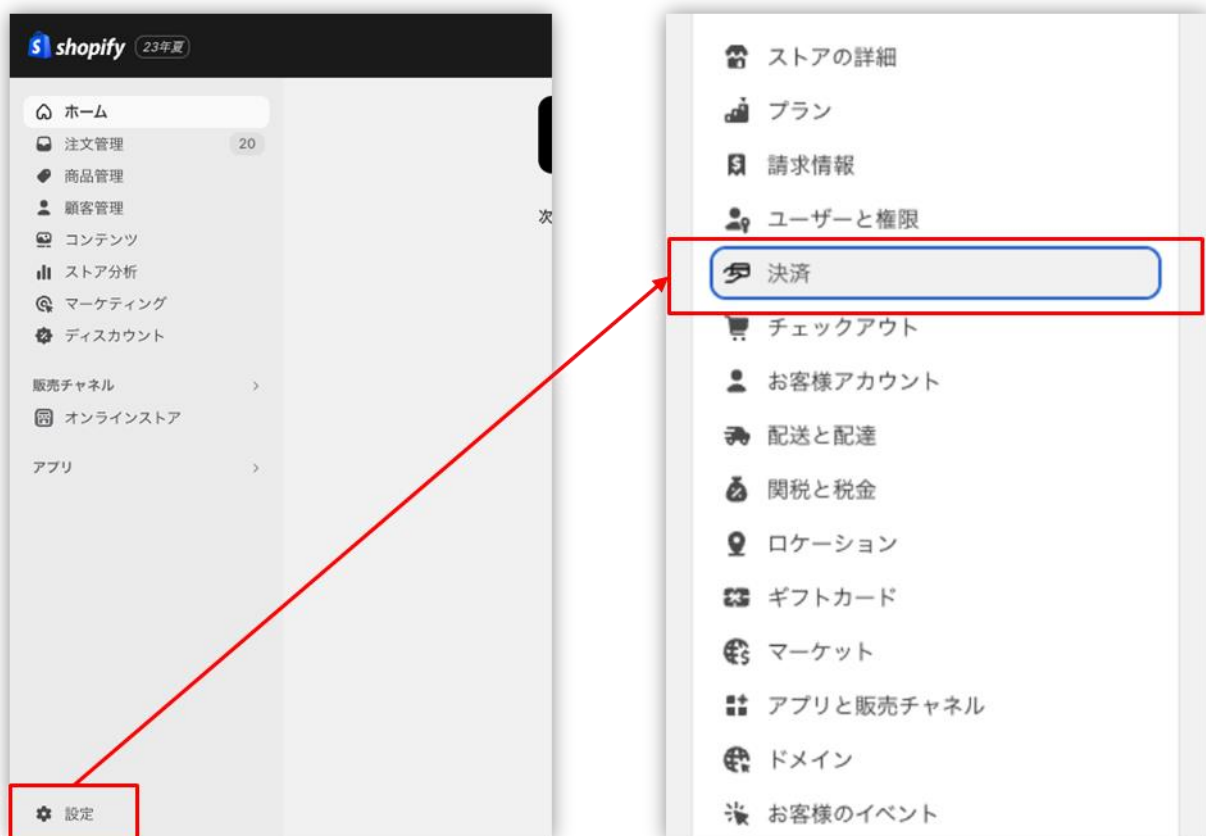 shopify 23年夏
ホーム
注文管理 20
商品管理
顧客管理
コンテンツ
ストア分析
マーケティング
ディスカウント
販売チャネル
オンラインストア
アプリ
設定
次
ストアの詳細
プラン
請求情報
ユーザーと権限
決済
チェックアウト
お客様アカウント
配送と配達
関税と税金
ロケーション
ギフトカード
マーケット
アプリと販売チャネル
ドメイン
お客様のイベント